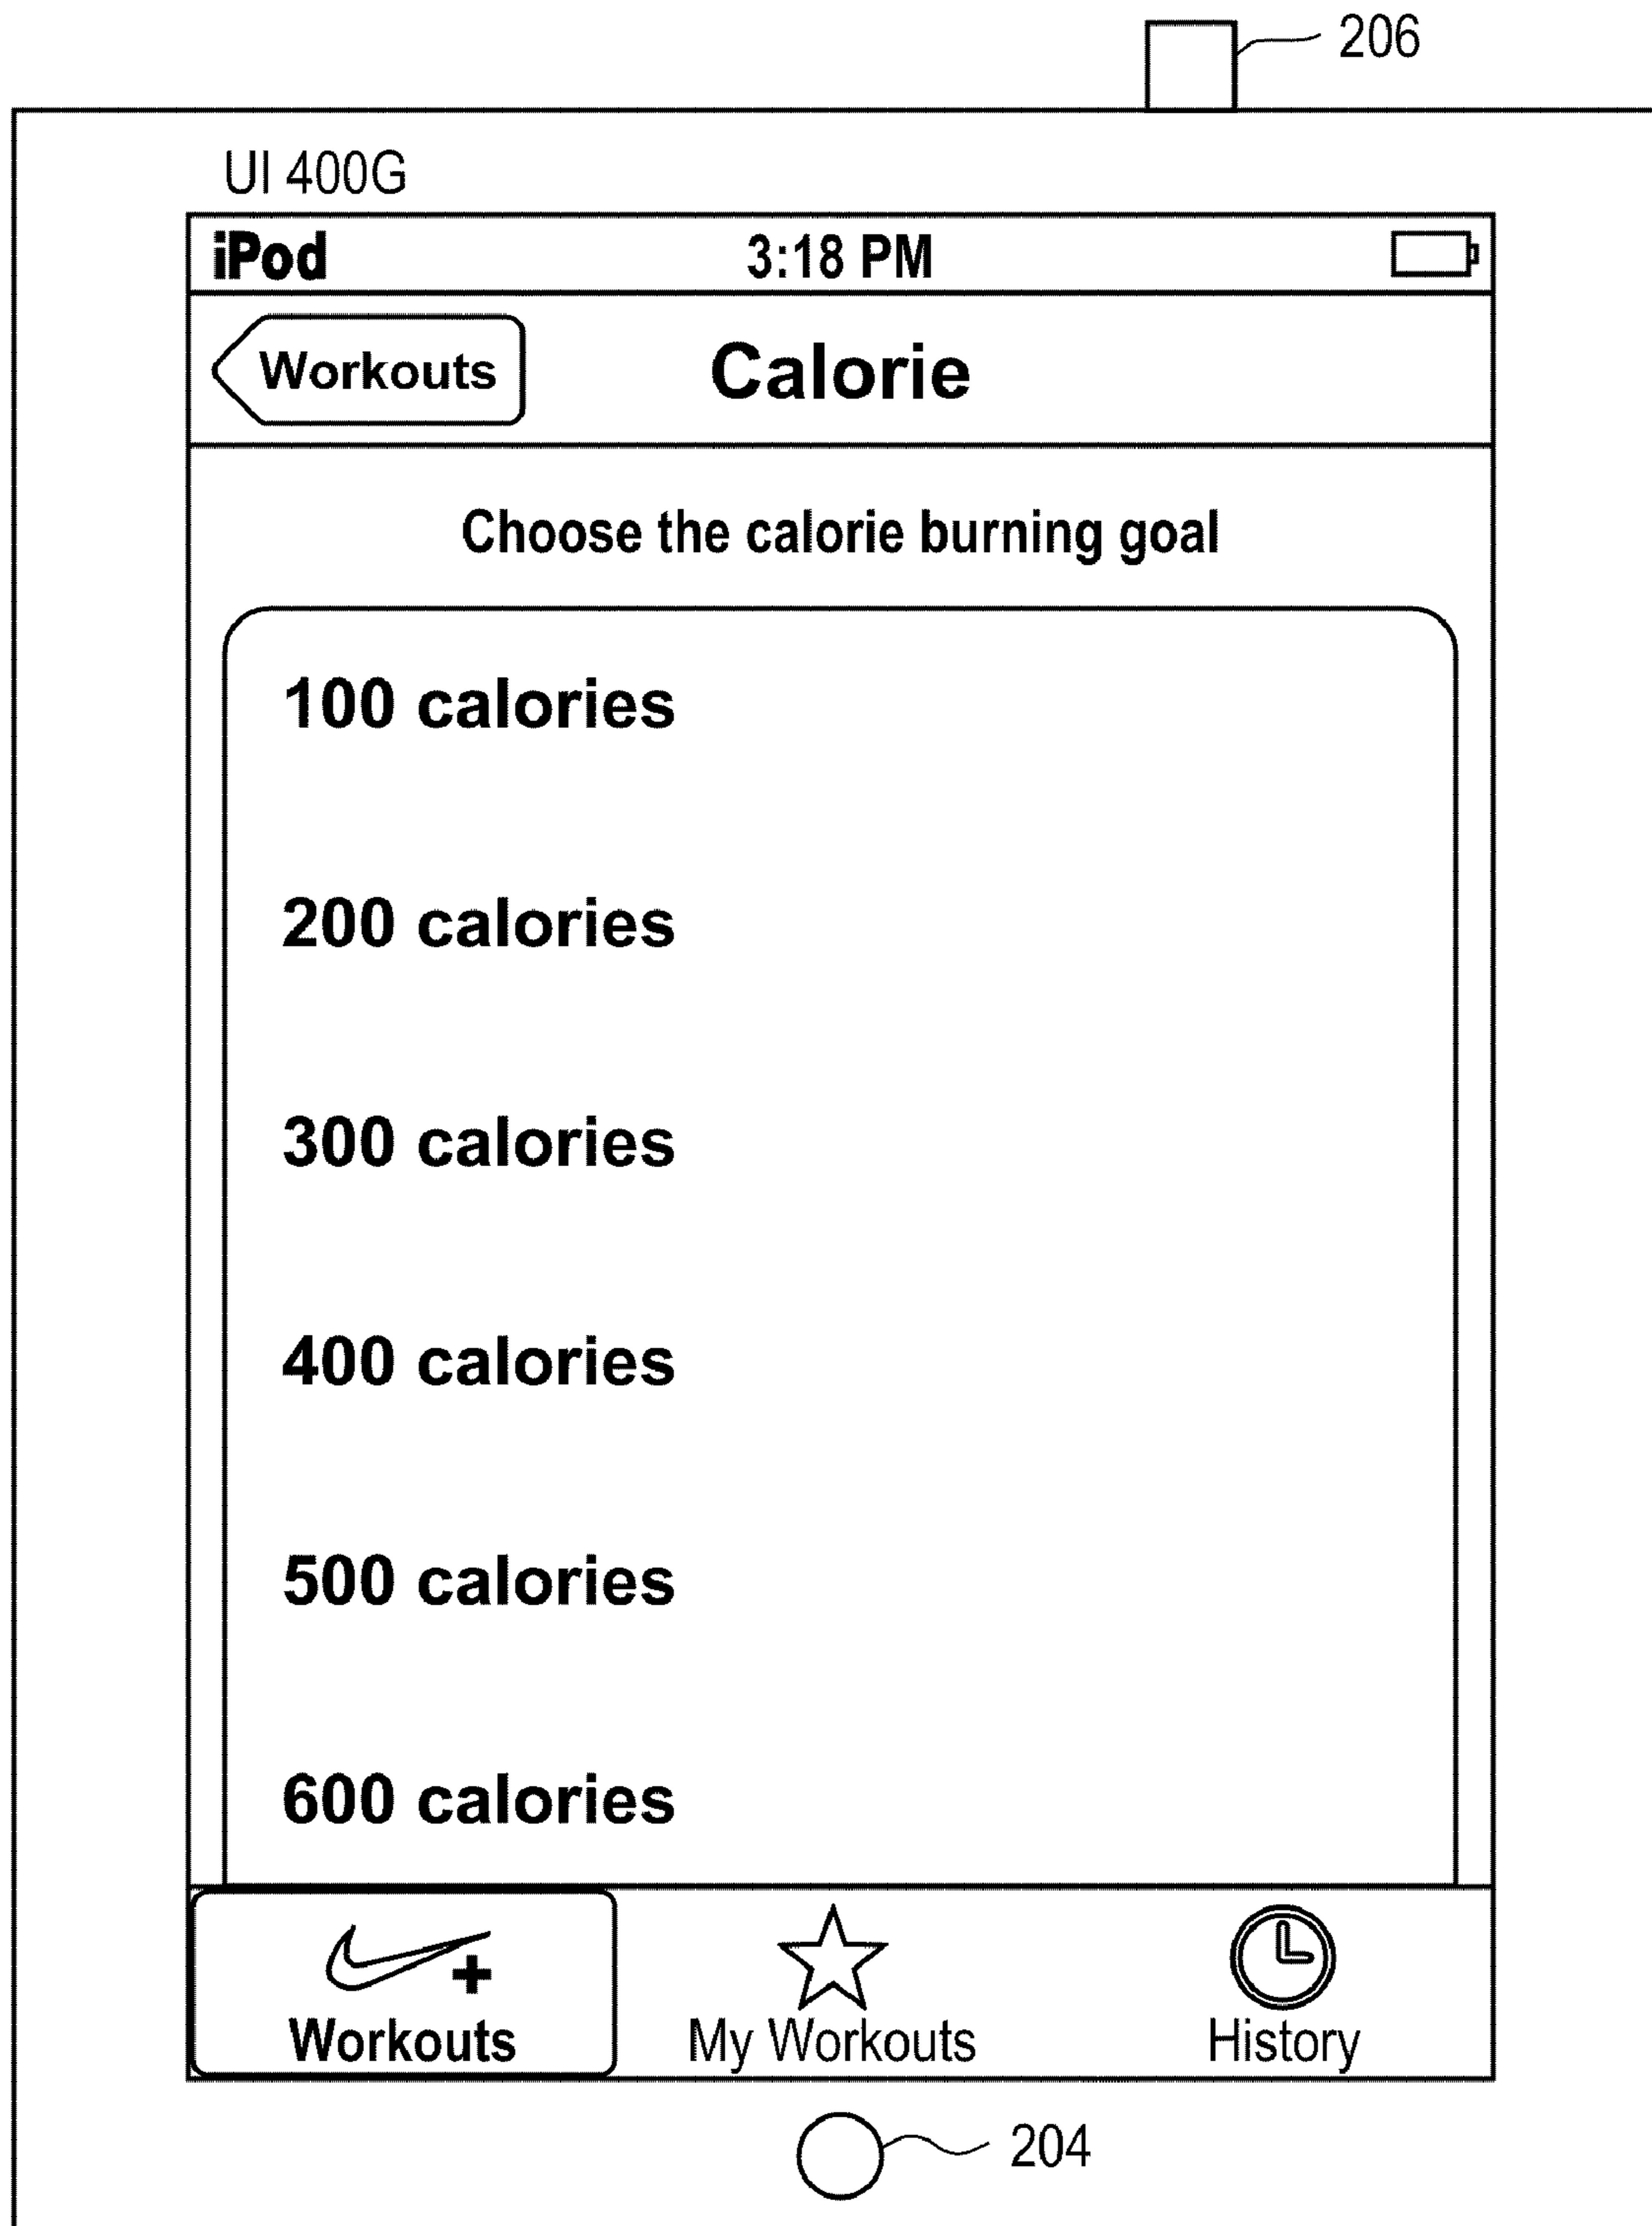 206
UI 400G
iPod 3:18 PM
Workouts Calorie
Choose the calorie burning goal
100 calories
200 calories
300 calories
400 calories
500 calories
600 calories
+
Workouts My Workouts History
204